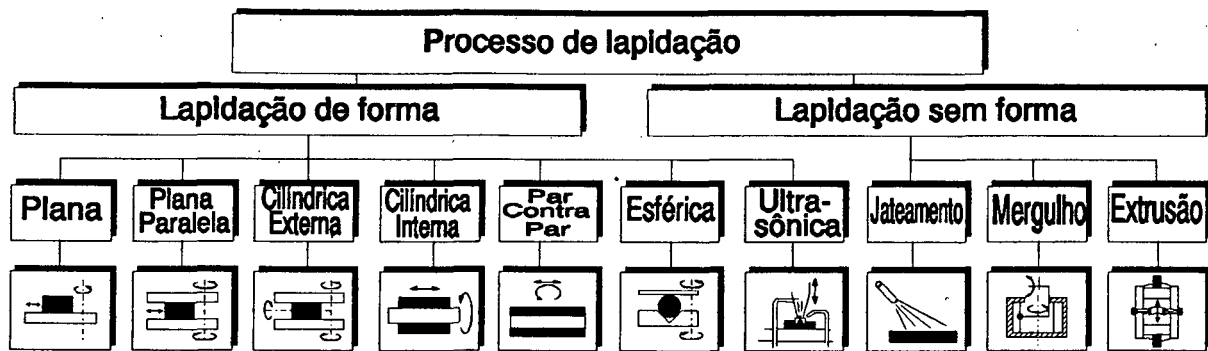 Processo de lapidação
Lapidação de forma
Lapidação sem forma
Plana
Plana
Paralela
Cilíndrica
Externa
Cilíndrica
Interna
Par
Contra
Par
Esférica
Ultra-
sônica
Jateamento
Mergulho
Extrusão